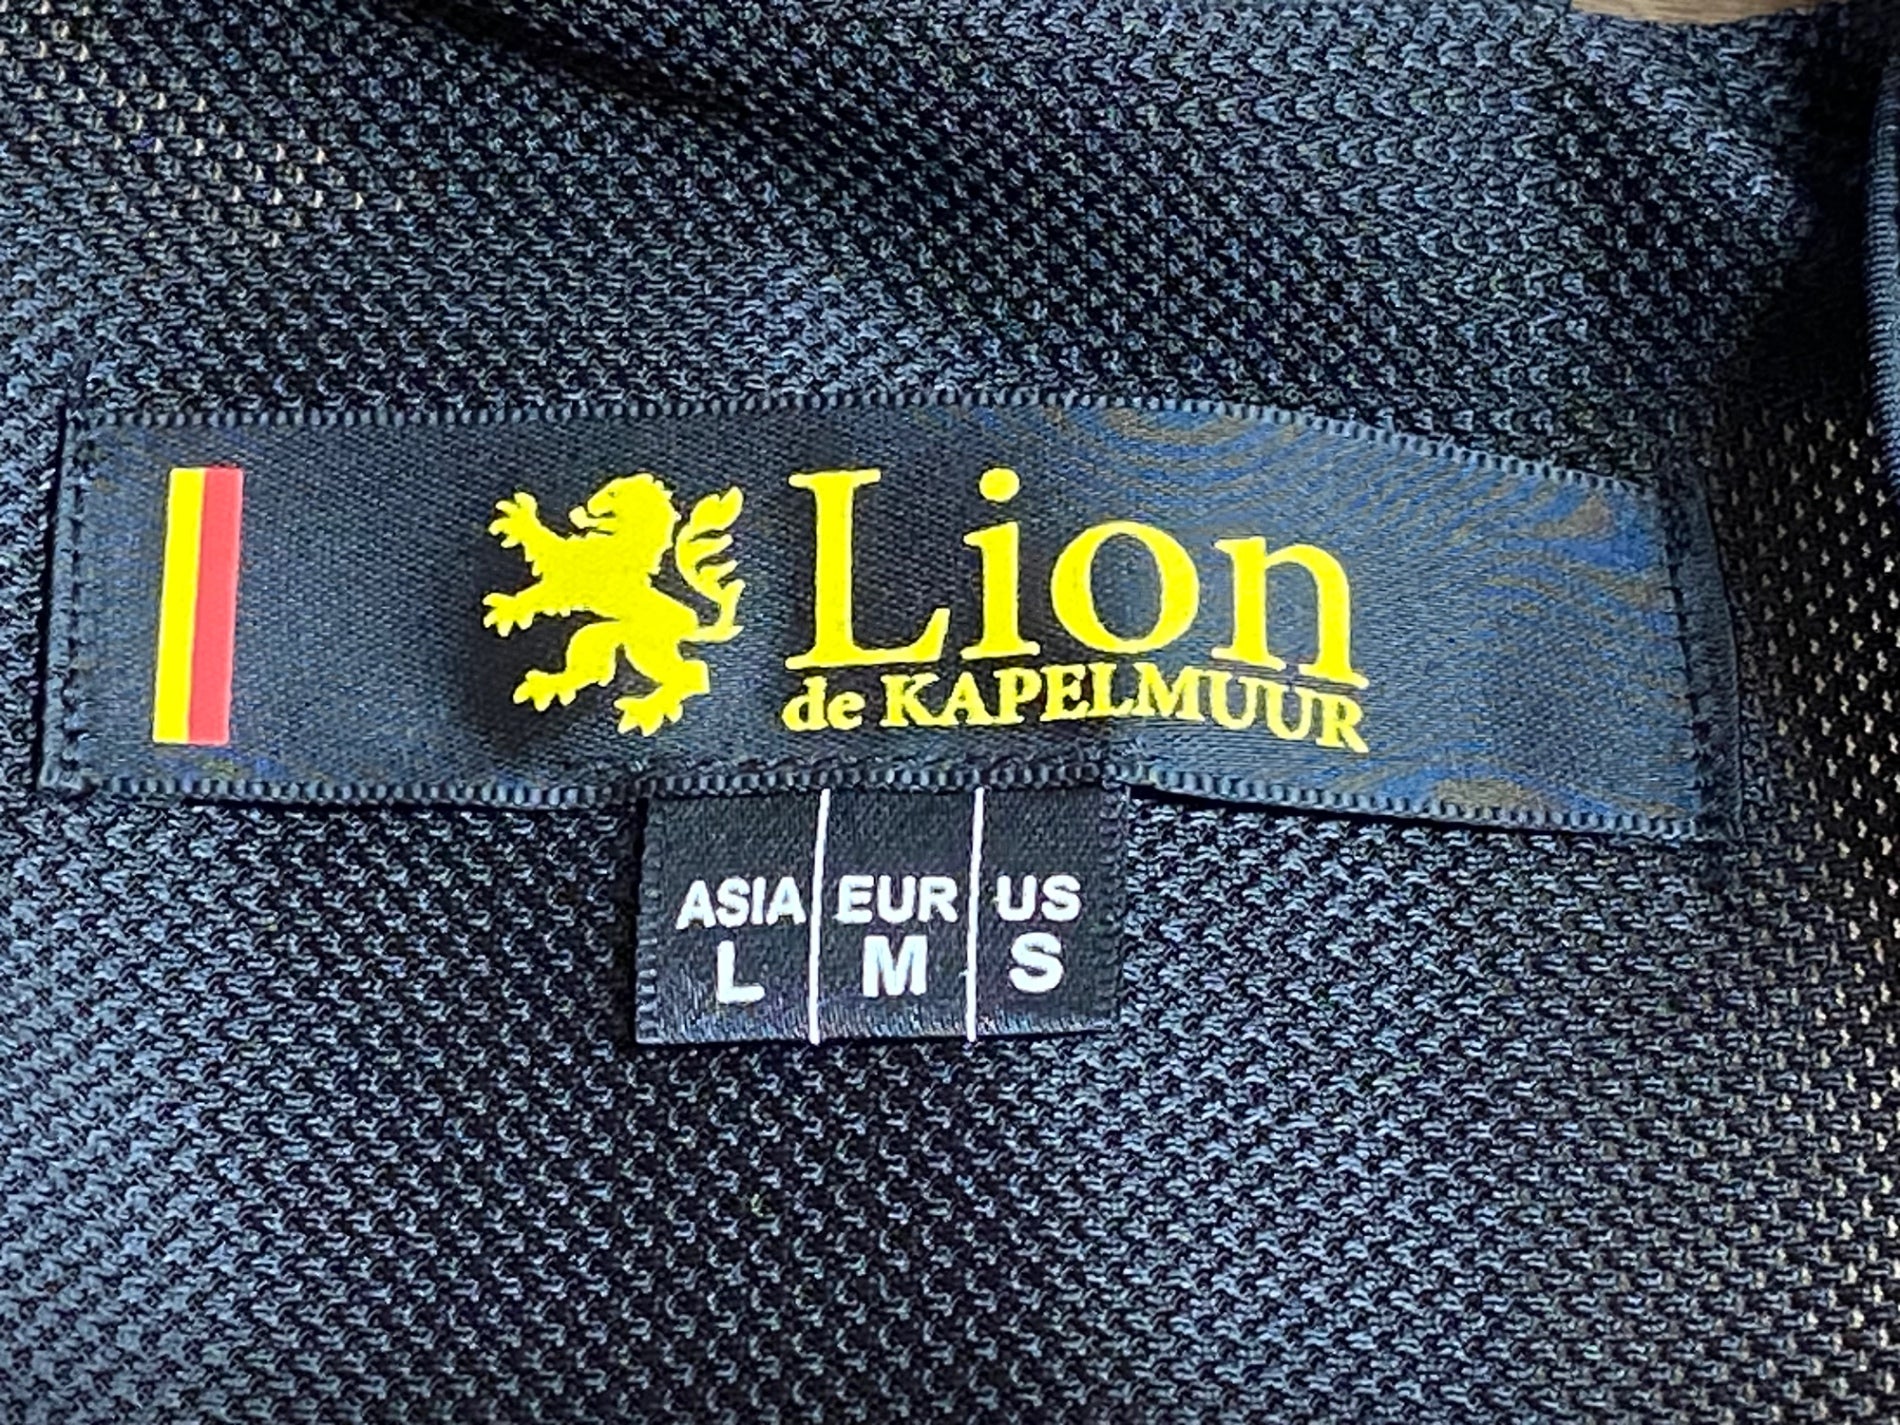 Lion
de KAPELMUUR
ASIA EUR US
L M S